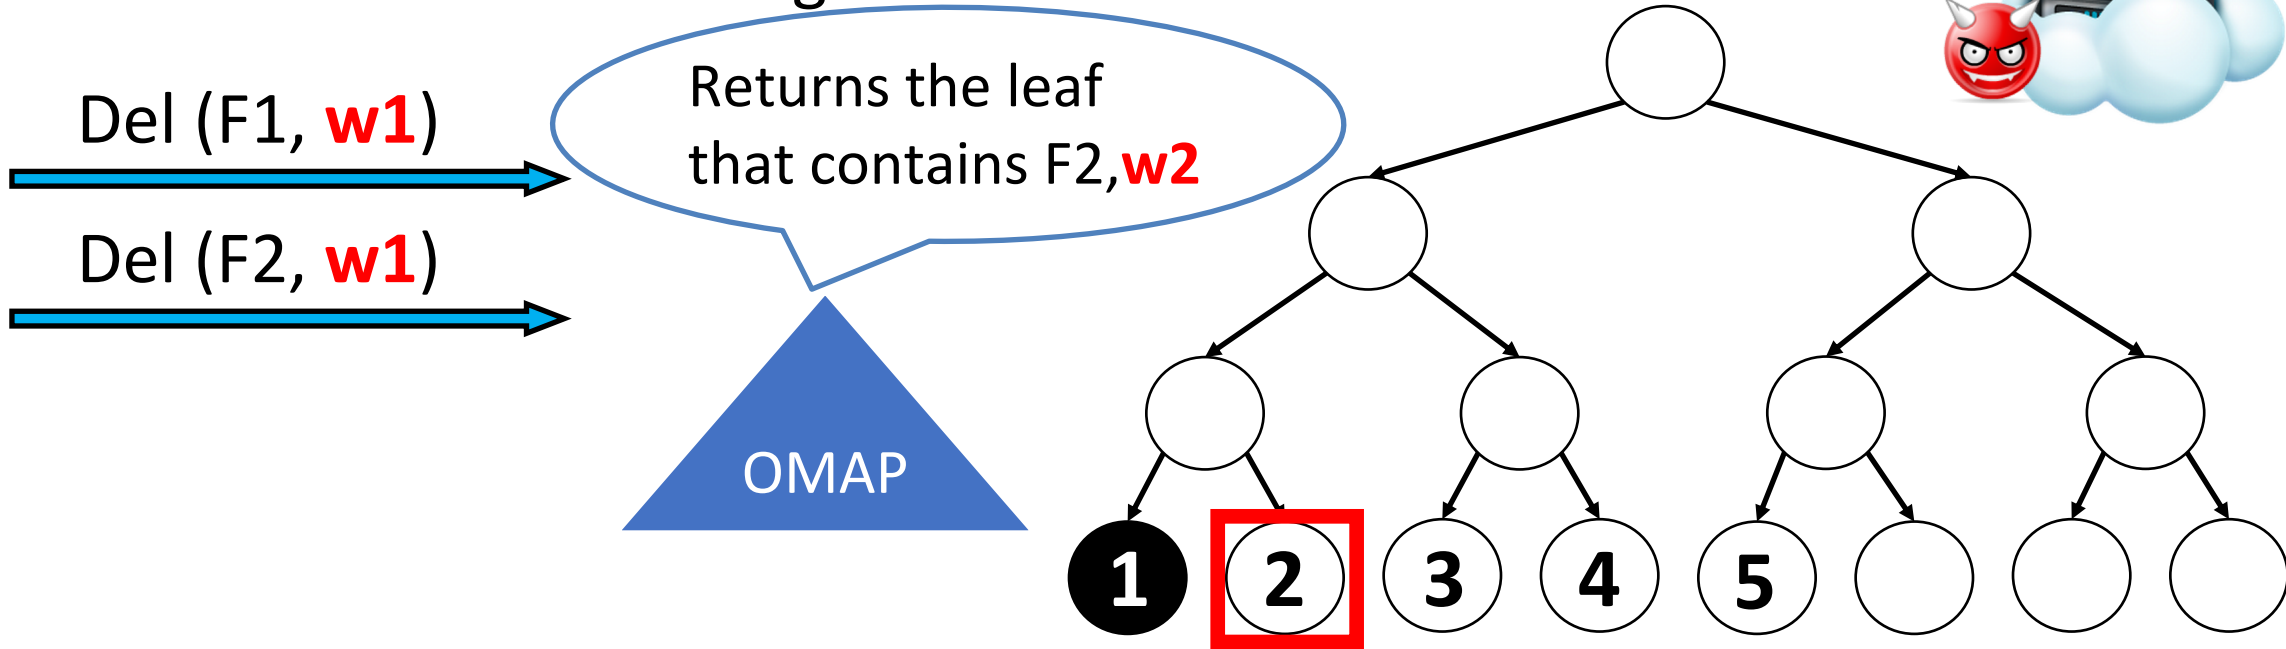 Del (F1, w1)
Del (F2, w1)
Returns the leaf
that contains F2,w2
OMAP
1 2 3 4 5